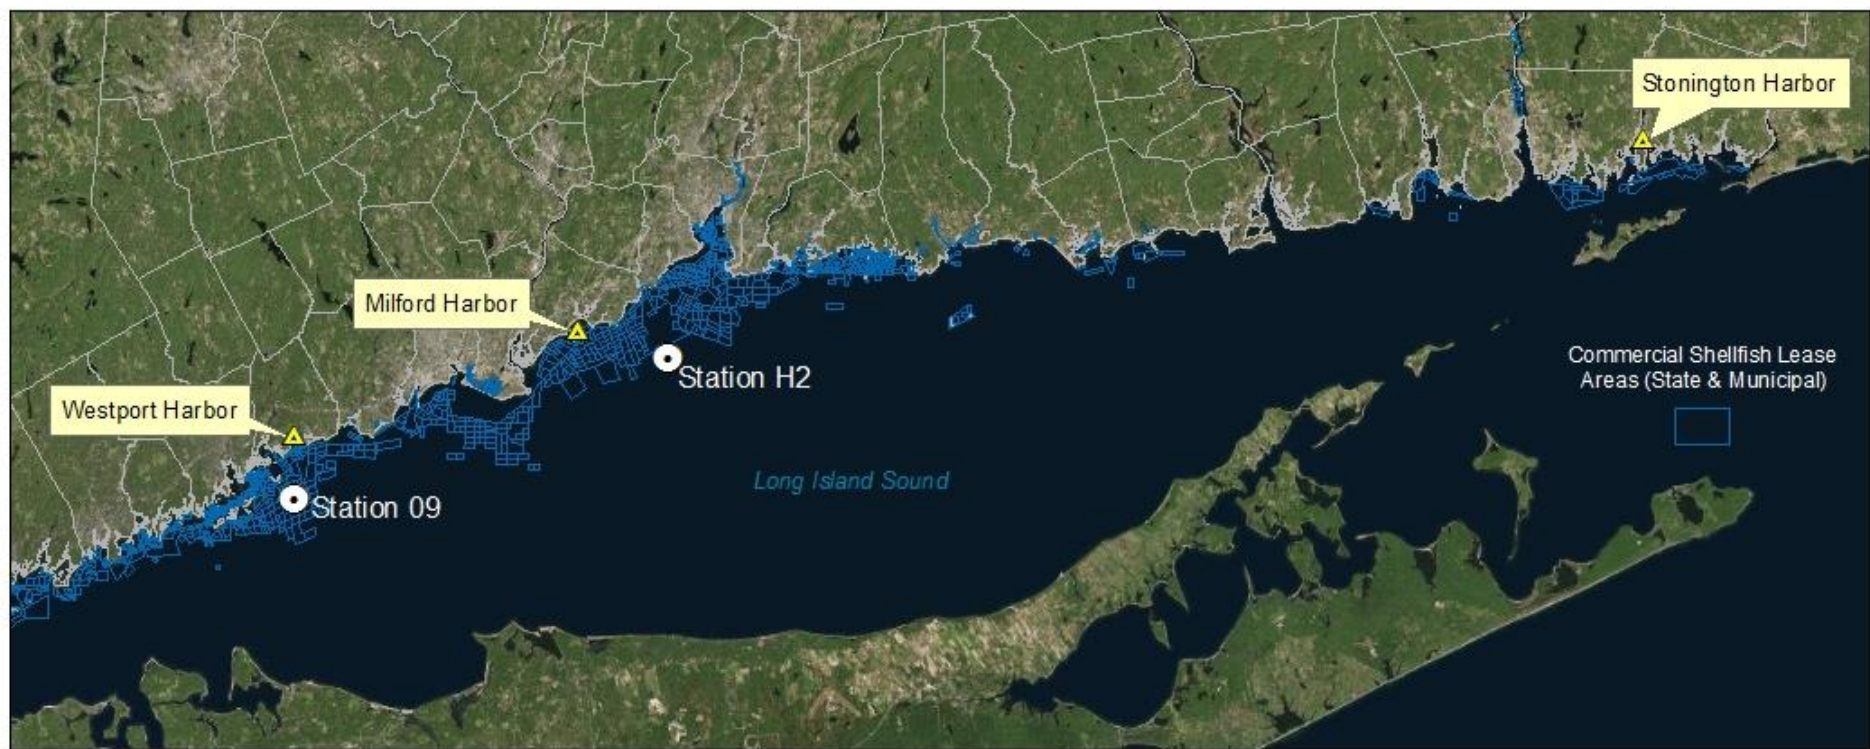 Stonington Harbor
Milford Harbor
Station H2
Commercial Shellfish Lease
Areas (State & Municipal)
Westport Harbor
Long Island Sound
Station 09